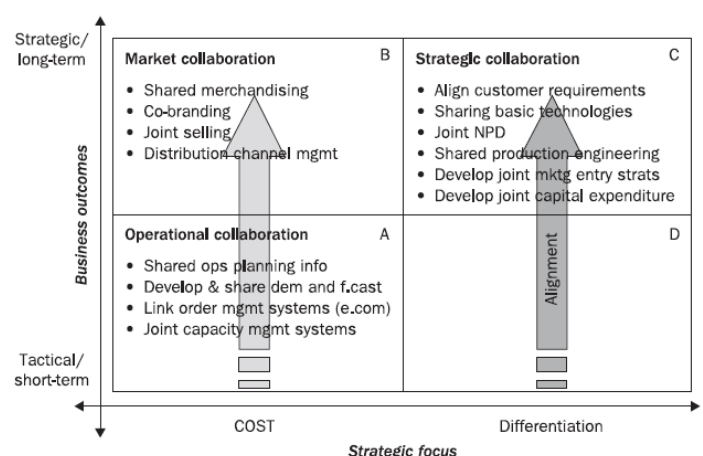 Strategic/
long-term
Business outcomes
Tactical/
short-term
Market collaboration B
• Shared merchandising
• Co-branding
• Joint selling
• Distribution channel mgmt
Strategic collaboration C
• Align customer requirements
• Sharing basic technologies
• Joint NPD
• Shared production engineering
• Develop joint mktg entry strats
• Develop joint capital expenditure
Operational collaboration A
• Shared ops planning info
• Develop & share dem and f.cast
• Link order mgmt systems (e.com)
• Joint capacity mgmt systems
D
Alignment
COST
Differentiation
Strategic focus